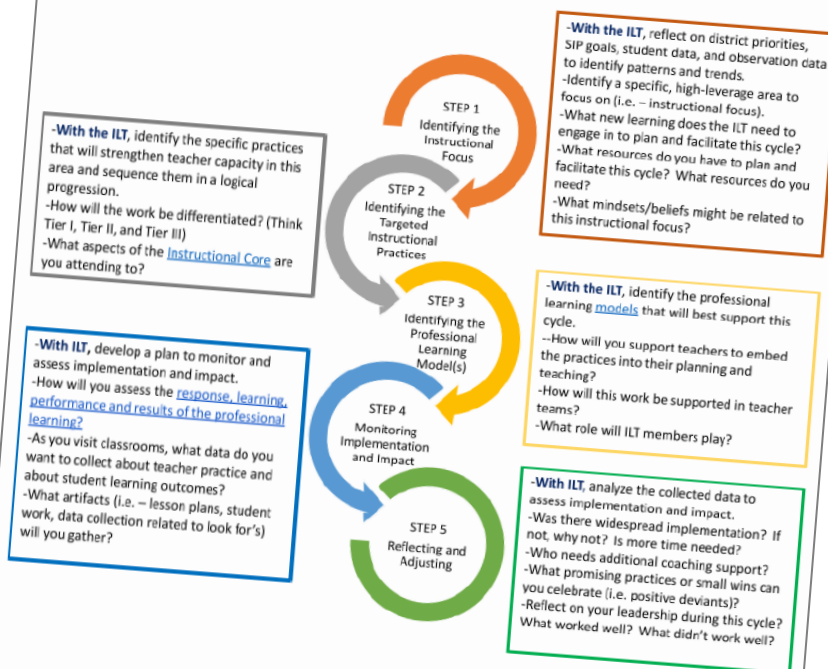 STEP 1
Identifying the
Instructional
Focus
-With the ILT, reflect on district priorities,
SIP goals, student data, and observation data
to identify patterns and trends.
-Identify a specific, high-leverage area to
focus on (i.e. – instructional focus).
-What new learning does the ILT need to
engage in to plan and facilitate this cycle?
-What resources do you have to plan and
facilitate this cycle? What resources do you
need?
-What mindsets/beliefs might be related to
this instructional focus?
STEP 2
Identifying the
Targeted
Instructional
Practices
-With the ILT, identify the specific practices
that will strengthen teacher capacity in this
area and sequence them in a logical
progression.
-How will the work be differentiated? (Think
Tier I, Tier II, and Tier III)
-What aspects of the Instructional Core are
you attending to?
STEP 3
Identifying the
Professional
Learning
Model(s)
-With the ILT, identify the professional
learning models that will best support this
cycle.
--How will you support teachers to embed
the practices into their planning and
teaching?
-How will this work be supported in teacher
teams?
-What role will ILT members play?
STEP 4
Monitoring
Implementation
and Impact
-With ILT, develop a plan to monitor and
assess implementation and impact.
-How will you assess the response, learning,
performance and results of the professional
learning?
-As you visit classrooms, what data do you
want to collect about teacher practice and
about student learning outcomes?
-What artifacts (i.e. – lesson plans, student
work, data collection related to look for's)
will you gather?
STEP 5
Reflecting and
Adjusting
-With ILT, analyze the collected data to
assess implementation and impact.
-Was there widespread implementation? If
not, why not? Is more time needed?
-Who needs additional coaching support?
-What promising practices or small wins can
you celebrate (i.e. positive deviants)?
-Reflect on your leadership during this cycle?
What worked well? What didn't work well?